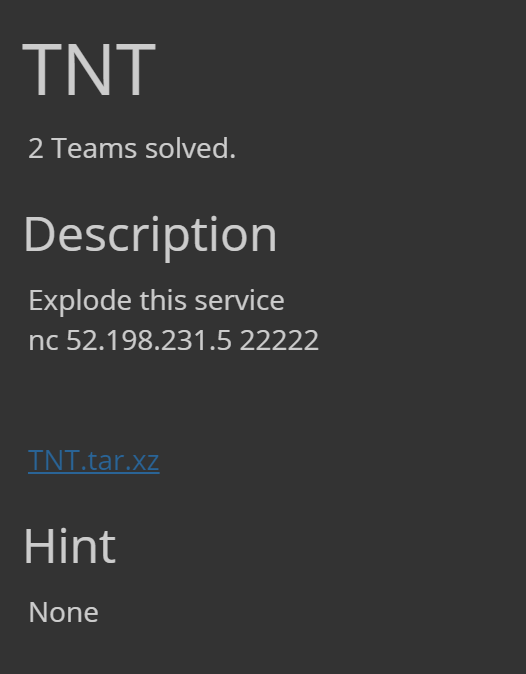 TNT
2 Teams solved.
Description
Explode this service
nc 52.198.231.5 22222
TNT.tar.xz
Hint
None